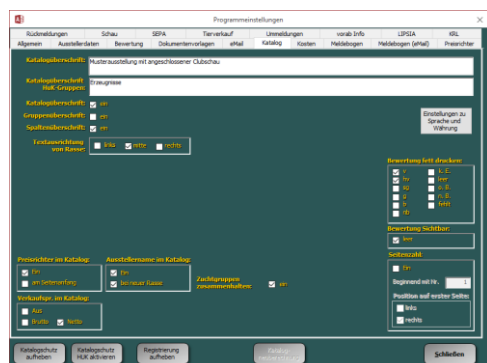 Programmeinstellungen
Rückmeldungen Schau SEPA Tierverkauf Ummeldungen vorab Info LIPSIA KRL
Allgemein Ausstellerdaten Bewertung Dokumentenvorlagen eMail Katalog Kosten Meldebogen Meldebogen (eMail) Preisrichter
Katalogüberschrift: Musterausstellung mit angeschlossener Clubschau
Katalogüberschrift HuK-Gruppen: Erzeugnisse
Katalogüberschrift: ein
Gruppenüberschrift: ein
Spaltenüberschrift: ein
Einstellungen zu Sprache und Währung
Textausrichtung von Rasse: links mitte rechts
Bewertung fett drucken:
v k. E.
hv leer
sg o. B.
g n. B.
b fehlt
nb
Bewertung Sichtbar:
leer
Preisrichter im Katalog:
Ein
am Seitenanfang
Ausstellername im Katalog:
Ein
bei neuer Rasse
Zuchtgruppen zusammenhalten: ein
Seitenzahl:
Ein
Beginnend mit Nr. 1
Position auf erster Seite:
links
rechts
Verkaufspr. im Katalog:
Aus
Brutto Netto
Katalogschutz aufheben
Katalogschutz HUK aktivieren
Registrierung aufheben
Katalog
Schließen